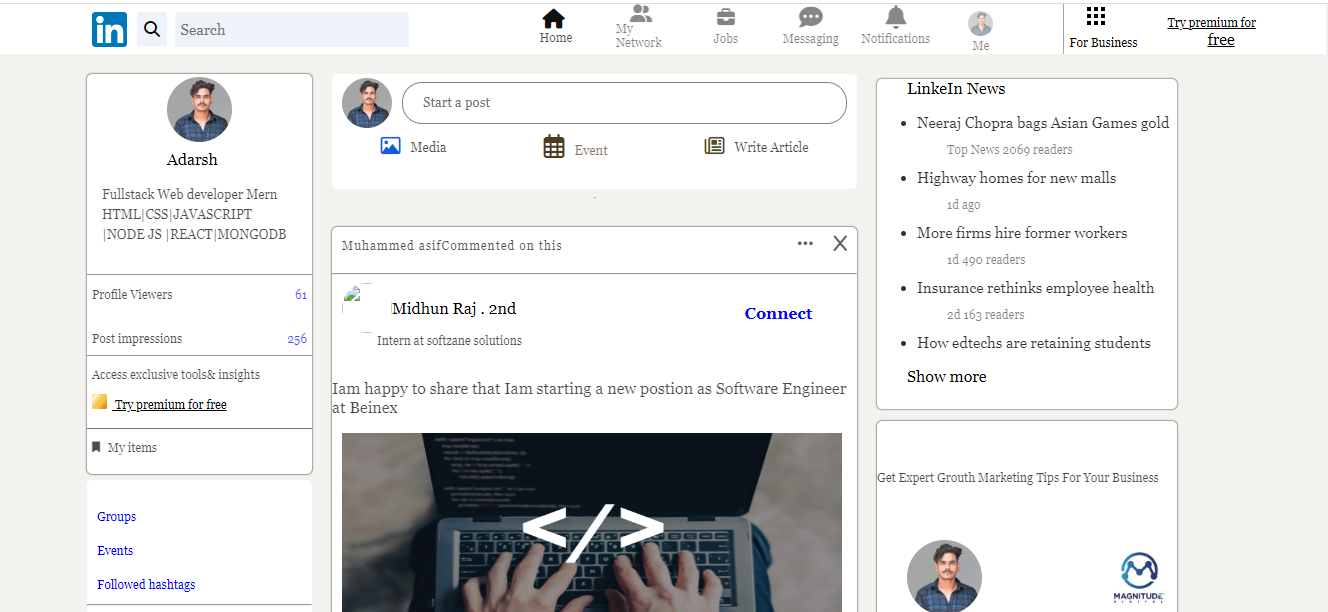 in
Search
Home
My
Network
Jobs
Messaging
Notifications
Me
For Business
Try premium for
free
Adarsh
Fullstack Web developer Mern
HTML|CSS|JAVASCRIPT
|NODE JS |REACT|MONGODB
Profile Viewers 61
Post impressions 256
Access exclusive tools& insights
Try premium for free
My items
Groups
Events
Followed hashtags
Start a post
Media
Event
Write Article
Muhammed asifCommented on this
Midhun Raj . 2nd
Connect
Intern at softzane solutions
Iam happy to share that Iam starting a new postion as Software Engineer
at Beinex
</>
LinkeIn News
Neeraj Chopra bags Asian Games gold
Top News 2069 readers
Highway homes for new malls
1d ago
More firms hire former workers
1d 490 readers
Insurance rethinks employee health
2d 163 readers
How edtechs are retaining students
Show more
Get Expert Grouth Marketing Tips For Your Business
MAGNITUDE
DIGITAL